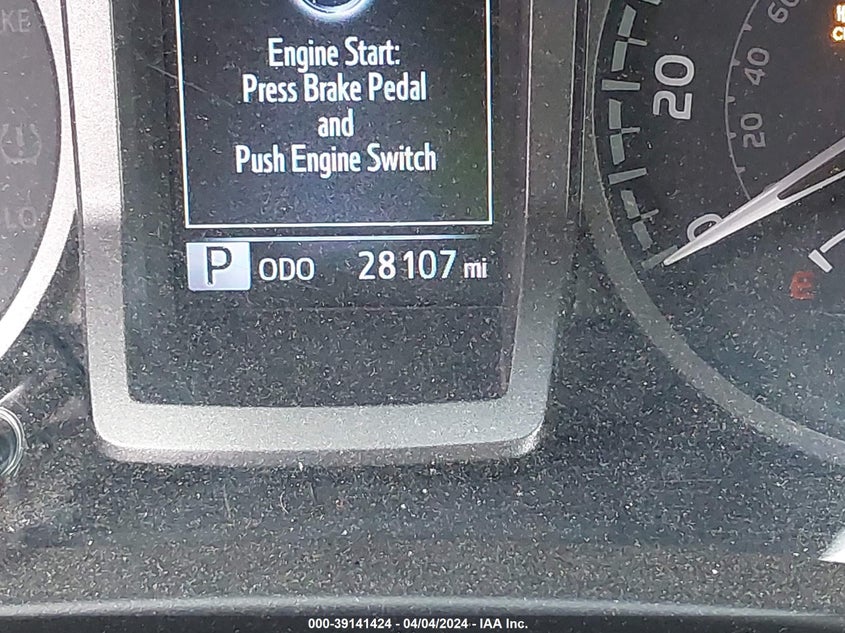 Engine Start:
Press Brake Pedal
and
Push Engine Switch
P ODO 28107 mi
60
40
20
20
0
000-39141424 - 04/04/2024 - IAA Inc.